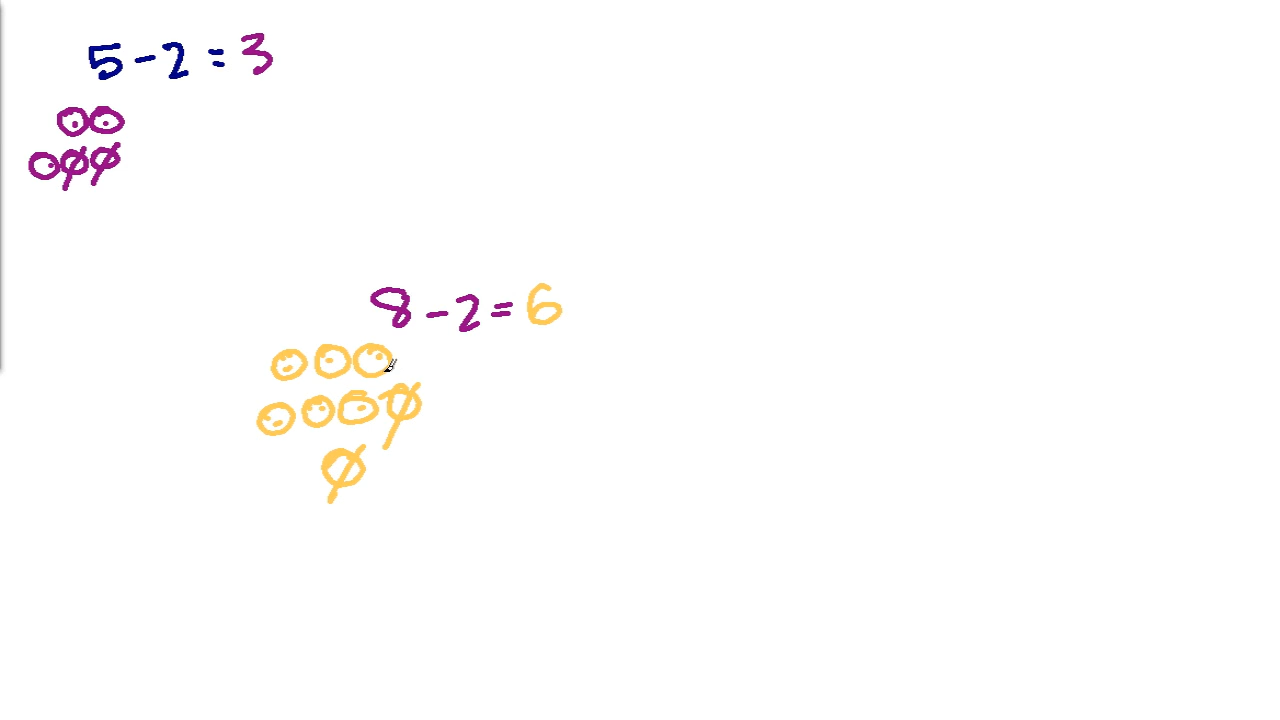 5 - 2 = 3
8 - 2 = 6